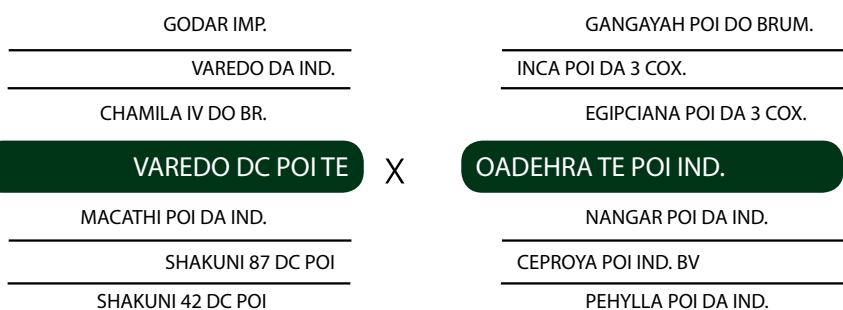 GODAR IMP.
VAREDO DA IND.
CHAMILA IV DO BR.
VAREDO DC POI TE
MACATHI POI DA IND.
SHAKUNI 87 DC POI
SHAKUNI 42 DC POI
X
GANGAYAH POI DO BRUM.
INCA POI DA 3 COX.
EGIPCIANA POI DA 3 COX.
OADEHRA TE POI IND.
NANGAR POI DA IND.
CEPROYA POI IND. BV
PEHYLLA POI DA IND.